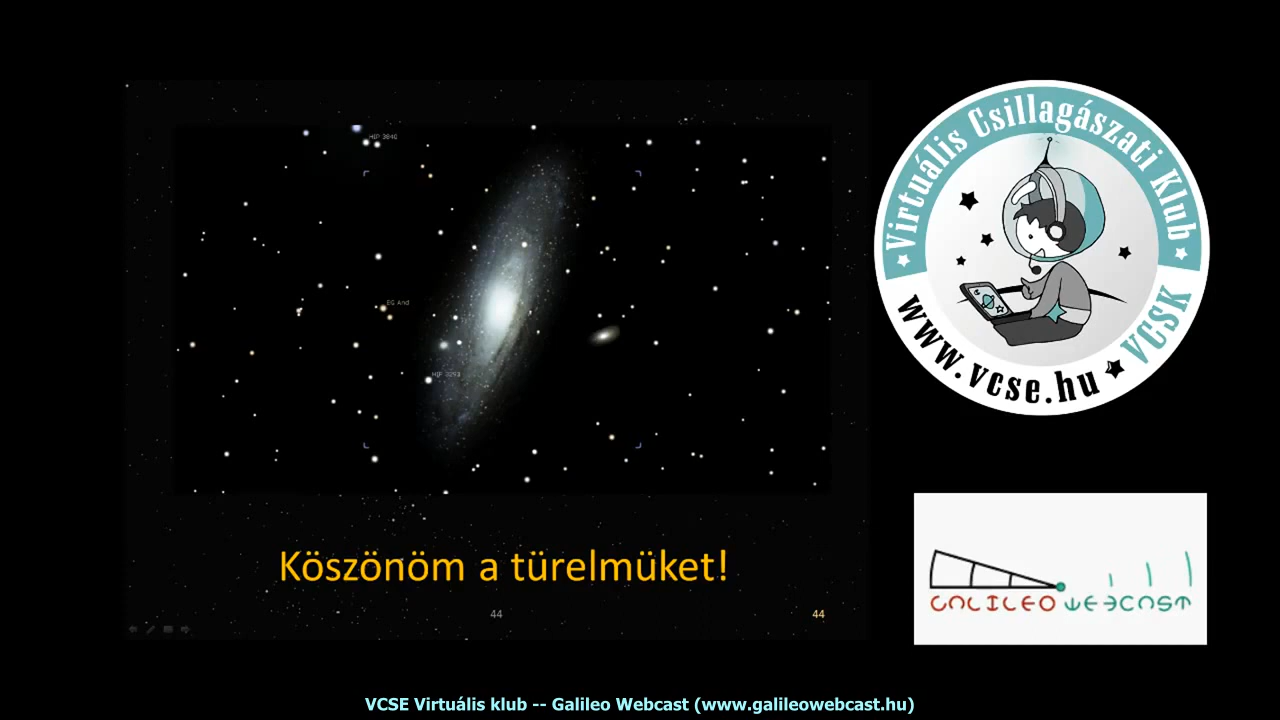 HIP 3640
EG And
HIP 3293
Köszönöm a türelmüket!
44
44
Virtuális Csillagászati Klub
www.vcse.hu
VCSK
GALILEO WEBCAST
VCSE Virtuális klub -- Galileo Webcast (www.galileowebcast.hu)